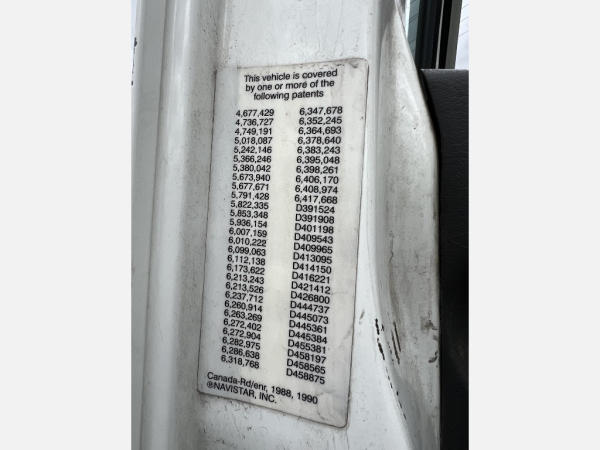 This vehicle is covered
by one or more of the
following patents
4,677,429
4,736,727
4,749,191
5,018,087
5,242,146
5,366,246
5,380,042
5,673,940
5,677,671
5,791,428
5,822,335
5,853,348
5,936,154
6,007,159
6,010,222
6,099,063
6,112,138
6,173,622
6,213,243
6,213,526
6,237,712
6,260,914
6,263,269
6,272,402
6,272,904
6,282,975
6,286,638
6,318,768
6,347,678
6,352,245
6,364,693
6,378,640
6,383,243
6,395,048
6,398,261
6,406,170
6,408,974
6,417,668
D391524
D391908
D401198
D409543
D409965
D413095
D414150
D416221
D421412
D426800
D444737
D445073
D445361
D445384
D455381
D458197
D458565
D458875
Canada-Rd/enr, 1988, 1990
®NAVISTAR, INC.